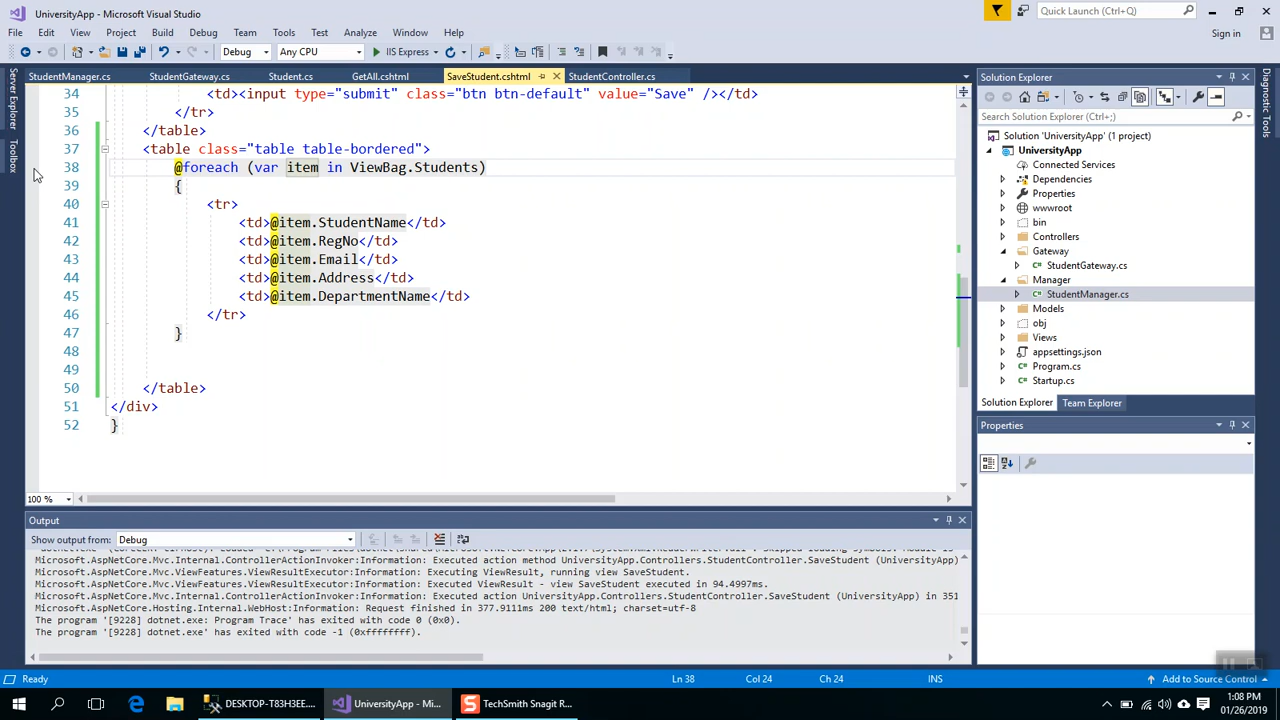 UniversityApp - Microsoft Visual Studio
Quick Launch (Ctrl+Q)
File Edit View Project Build Debug Team Tools Test Analyze Window Help
Sign in
Debug Any CPU IIS Express
Server Explorer
Toolbox
StudentManager.cs StudentGateway.cs Student.cs GetAll.cshtml SaveStudent.cshtml StudentController.cs
34 <td><input type="submit" class="btn btn-default" value="Save" /></td>
35 </tr>
36 </table>
37 <table class="table table-bordered">
38 @foreach (var item in ViewBag.Students)
39 {
40 <tr>
41 <td>@item.StudentName</td>
42 <td>@item.RegNo</td>
43 <td>@item.Email</td>
44 <td>@item.Address</td>
45 <td>@item.DepartmentName</td>
46 </tr>
47 }
48
49
50 </table>
51 </div>
52 }
100 %
Solution Explorer
Search Solution Explorer (Ctrl+;)
Solution 'UniversityApp' (1 project)
UniversityApp
Connected Services
Dependencies
Properties
wwwroot
bin
Controllers
Gateway
C# StudentGateway.cs
Manager
C# StudentManager.cs
Models
obj
Views
appsettings.json
C# Program.cs
C# Startup.cs
Solution Explorer Team Explorer
Properties
Diagnostic Tools
Output
Show output from: Debug
Microsoft.AspNetCore.Mvc.Internal.ControllerActionInvoker:Information: Executed action method UniversityApp.Controllers.StudentController.SaveStudent (UniversityApp)
Microsoft.AspNetCore.Mvc.ViewFeatures.ViewResultExecutor:Information: Executing ViewResult, running view SaveStudent.
Microsoft.AspNetCore.Mvc.ViewFeatures.ViewResultExecutor:Information: Executed ViewResult - view SaveStudent executed in 94.4997ms.
Microsoft.AspNetCore.Mvc.Internal.ControllerActionInvoker:Information: Executed action UniversityApp.Controllers.StudentController.SaveStudent (UniversityApp) in 351
Microsoft.AspNetCore.Hosting.Internal.WebHost:Information: Request finished in 377.9111ms 200 text/html; charset=utf-8
The program '[9228] dotnet.exe: Program Trace' has exited with code 0 (0x0).
The program '[9228] dotnet.exe' has exited with code -1 (0xffffffff).
Ready Ln 38 Col 24 Ch 24 INS Add to Source Control
DESKTOP-T83H3EE.... UniversityApp - Mi... TechSmith Snagit R...
1:08 PM
01/26/2019